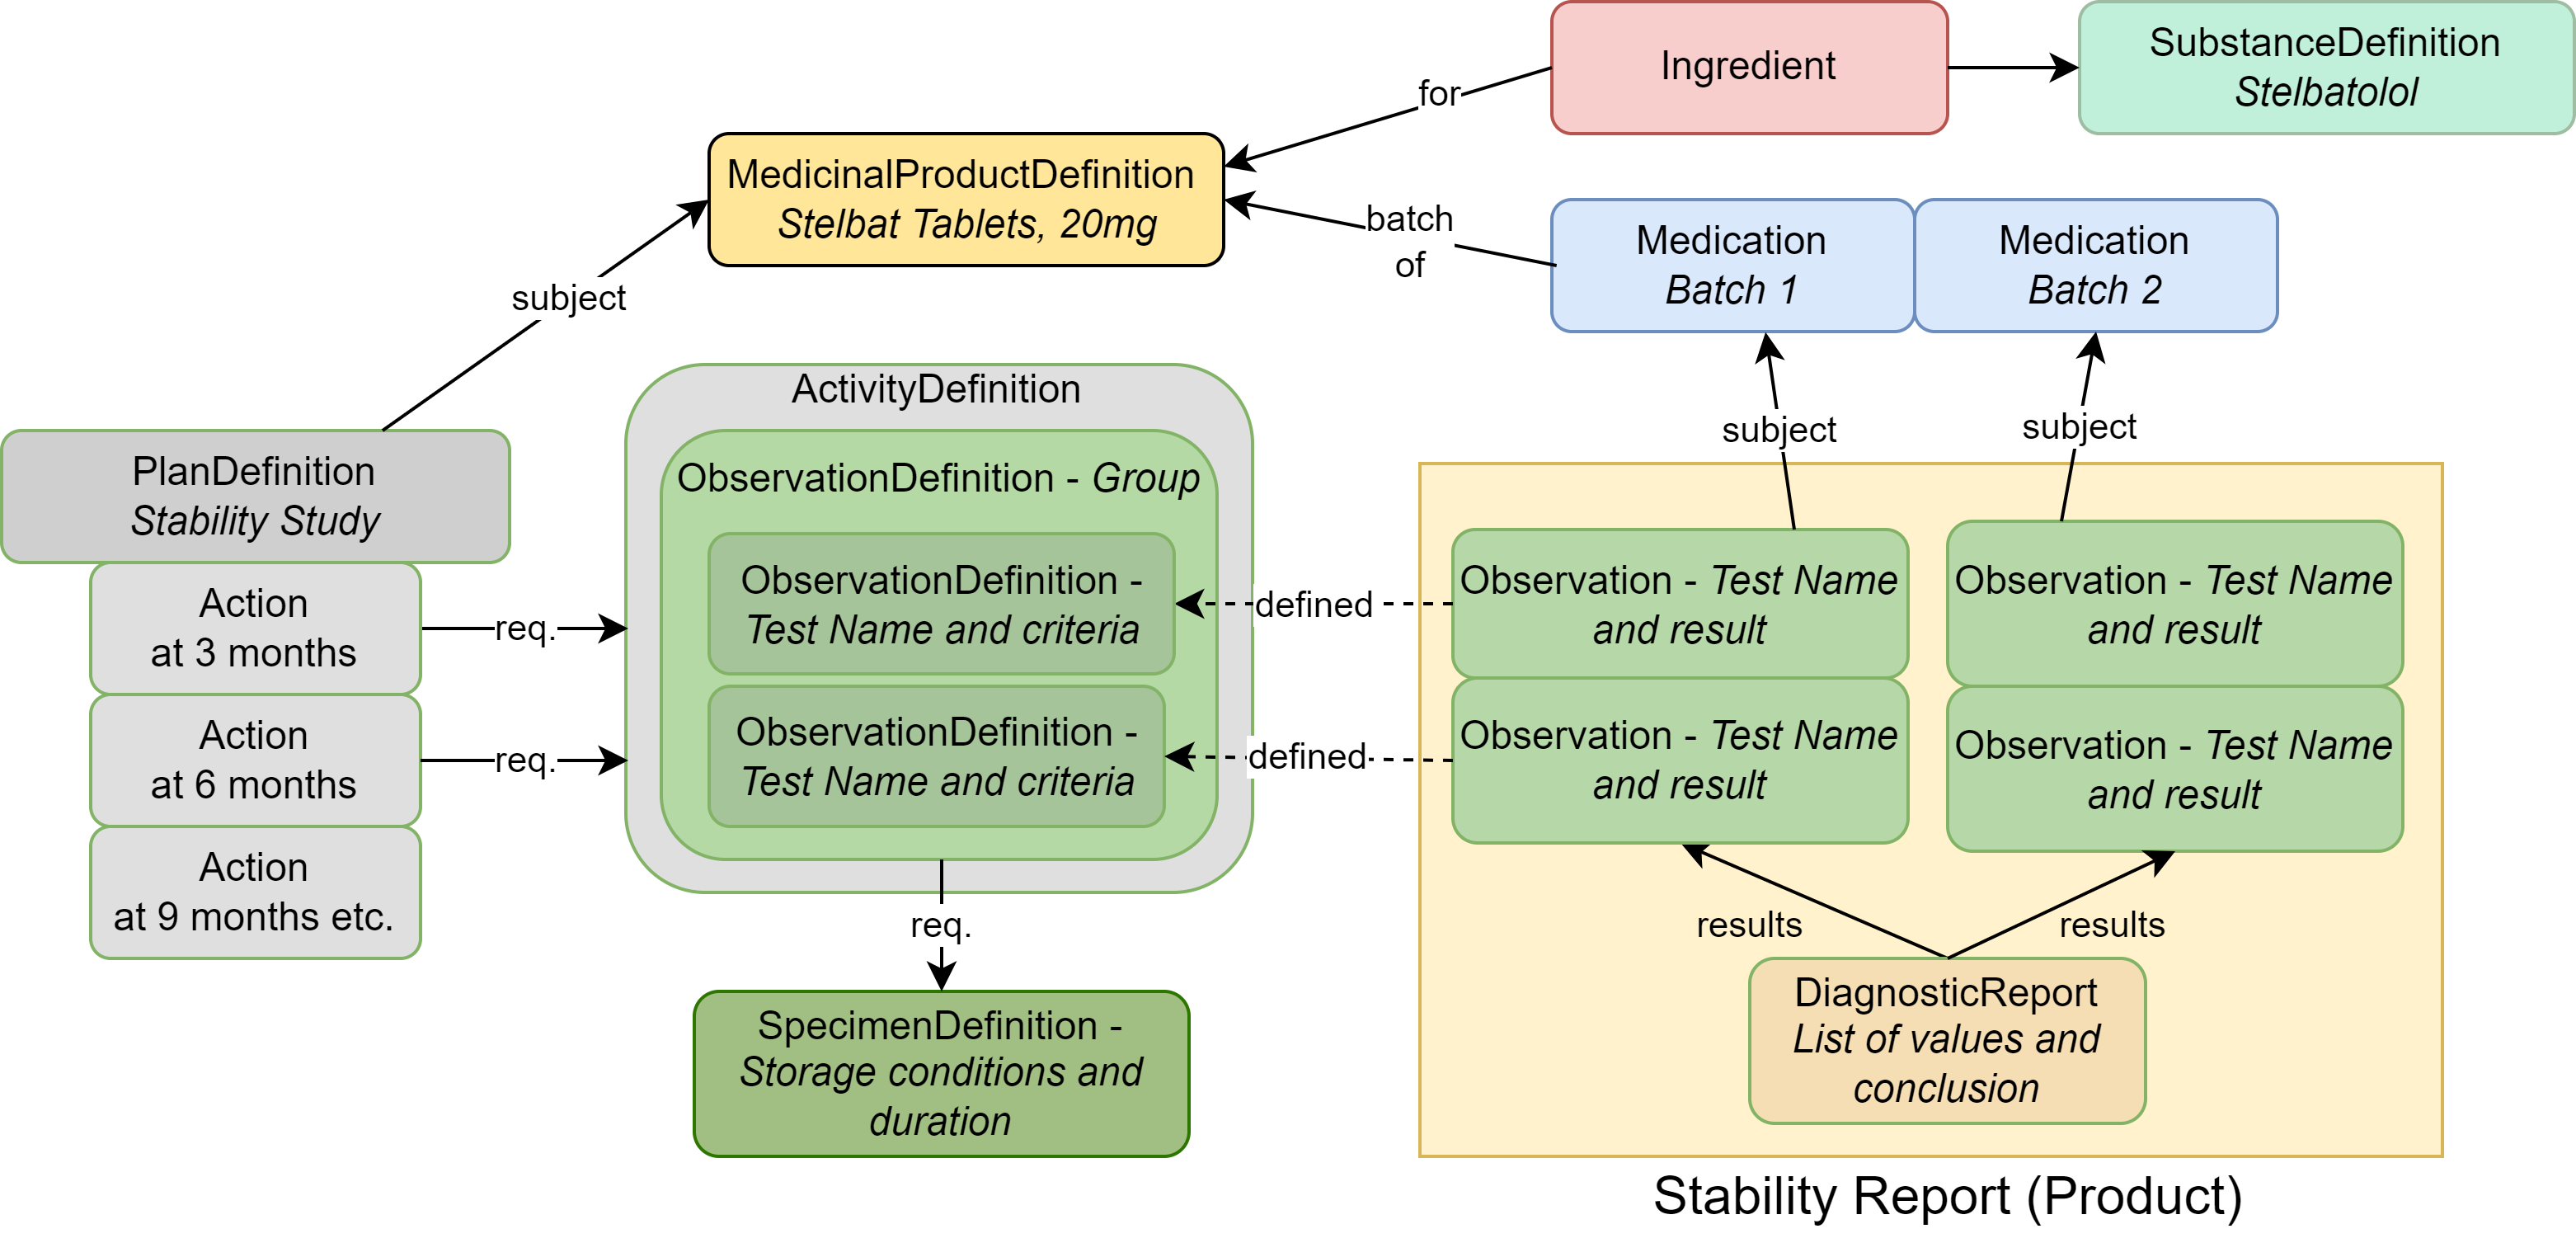 Ingredient
SubstanceDefinition
Stelbatolol
for
MedicinalProductDefinition
Stelbat Tablets, 20mg
batch
of
Medication
Batch 1
Medication
Batch 2
subject
ActivityDefinition
subject
subject
PlanDefinition
Stability Study
ObservationDefinition - Group
Action
at 3 months
req.
ObservationDefinition -
Test Name and criteria
defined
Observation - Test Name
and result
Observation - Test Name
and result
Action
at 6 months
req.
ObservationDefinition -
Test Name and criteria
defined
Observation - Test Name
and result
Observation - Test Name
and result
Action
at 9 months etc.
req.
results
results
SpecimenDefinition -
Storage conditions and
duration
DiagnosticReport
List of values and
conclusion
Stability Report (Product)